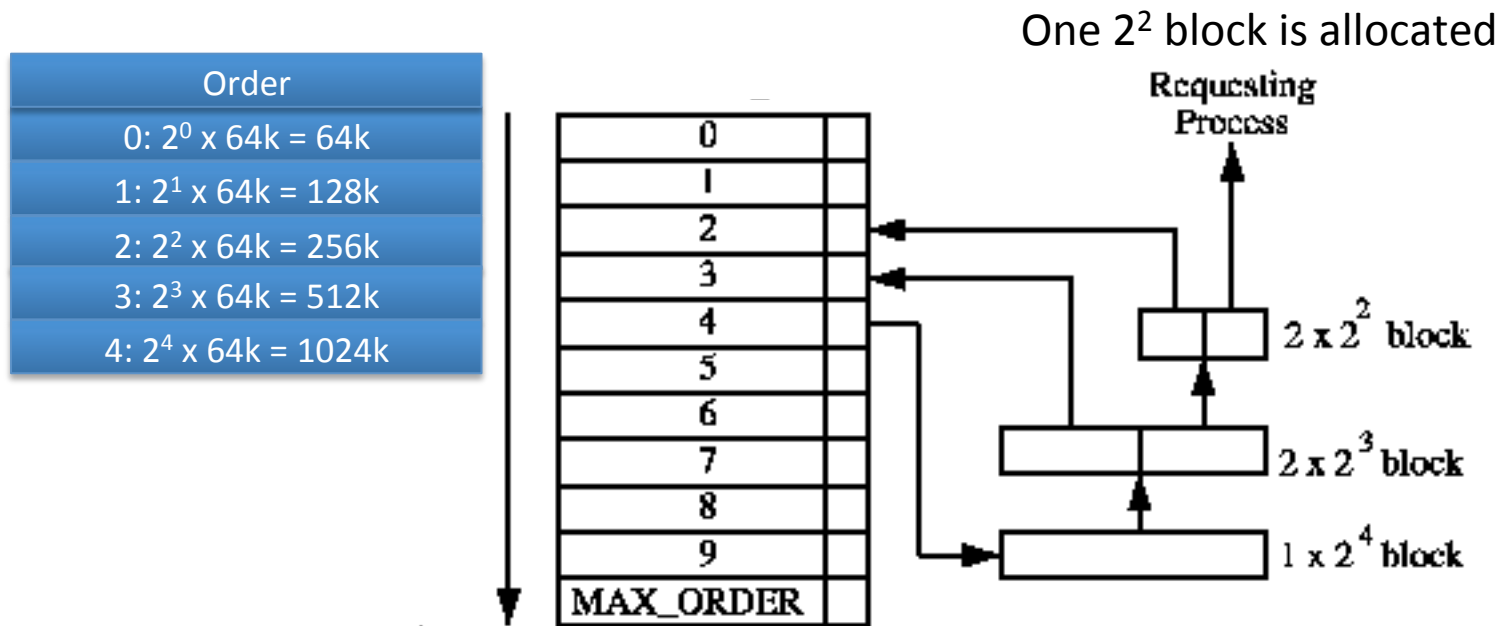 One 2² block is allocated
Order
0: 2⁰ x 64k = 64k
1: 2¹ x 64k = 128k
2: 2² x 64k = 256k
3: 2³ x 64k = 512k
4: 2⁴ x 64k = 1024k
Requesting
Process
0
1
2
3
4
5
6
7
8
9
MAX_ORDER
2 x 2² block
2 x 2³ block
1 x 2⁴ block